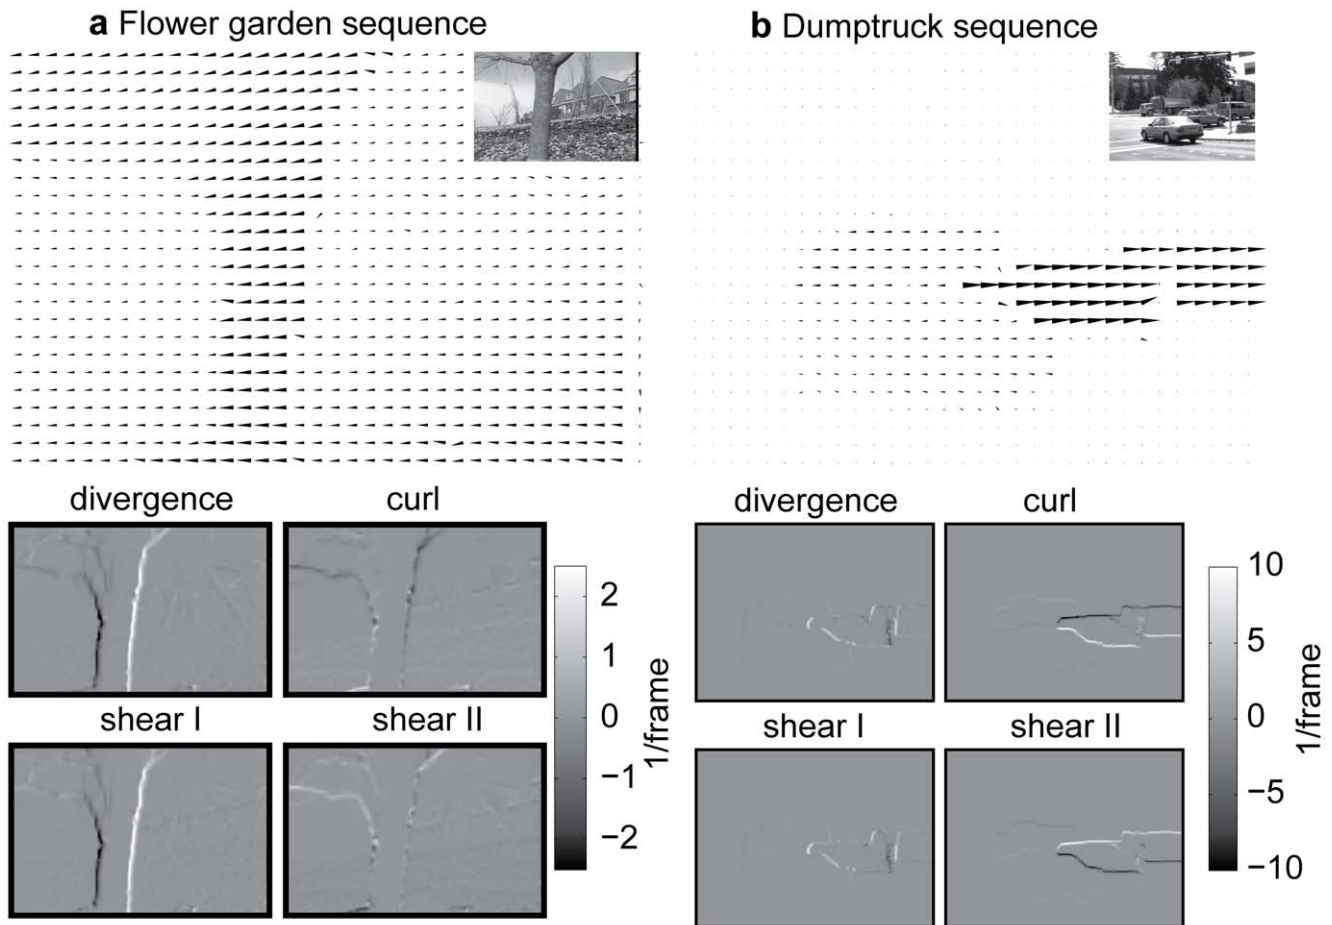 a Flower garden sequence
b Dumptruck sequence
divergence
curl
2
1
0
−1
−2
1/frame
shear I
shear II
divergence
curl
10
5
0
−5
−10
1/frame
shear I
shear II